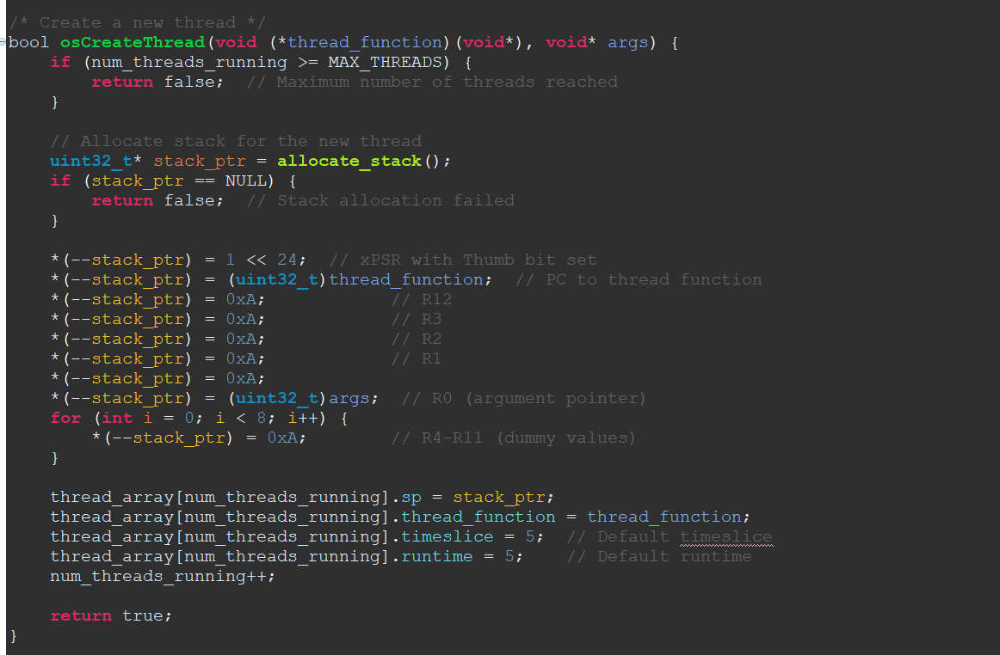 /* Create a new thread */
bool osCreateThread(void (*thread_function)(void*), void* args) {
    if (num_threads_running >= MAX_THREADS) {
        return false;  // Maximum number of threads reached
    }

    // Allocate stack for the new thread
    uint32_t* stack_ptr = allocate_stack();
    if (stack_ptr == NULL) {
        return false;  // Stack allocation failed
    }

    *(--stack_ptr) = 1 << 24;  // xPSR with Thumb bit set
    *(--stack_ptr) = (uint32_t)thread_function;  // PC to thread function
    *(--stack_ptr) = 0xA;            // R12
    *(--stack_ptr) = 0xA;            // R3
    *(--stack_ptr) = 0xA;            // R2
    *(--stack_ptr) = 0xA;            // R1
    *(--stack_ptr) = 0xA;
    *(--stack_ptr) = (uint32_t)args;  // R0 (argument pointer)
    for (int i = 0; i < 8; i++) {
        *(--stack_ptr) = 0xA;        // R4-R11 (dummy values)
    }

    thread_array[num_threads_running].sp = stack_ptr;
    thread_array[num_threads_running].thread_function = thread_function;
    thread_array[num_threads_running].timeslice = 5;  // Default timeslice
    thread_array[num_threads_running].runtime = 5;    // Default runtime
    num_threads_running++;

    return true;
}